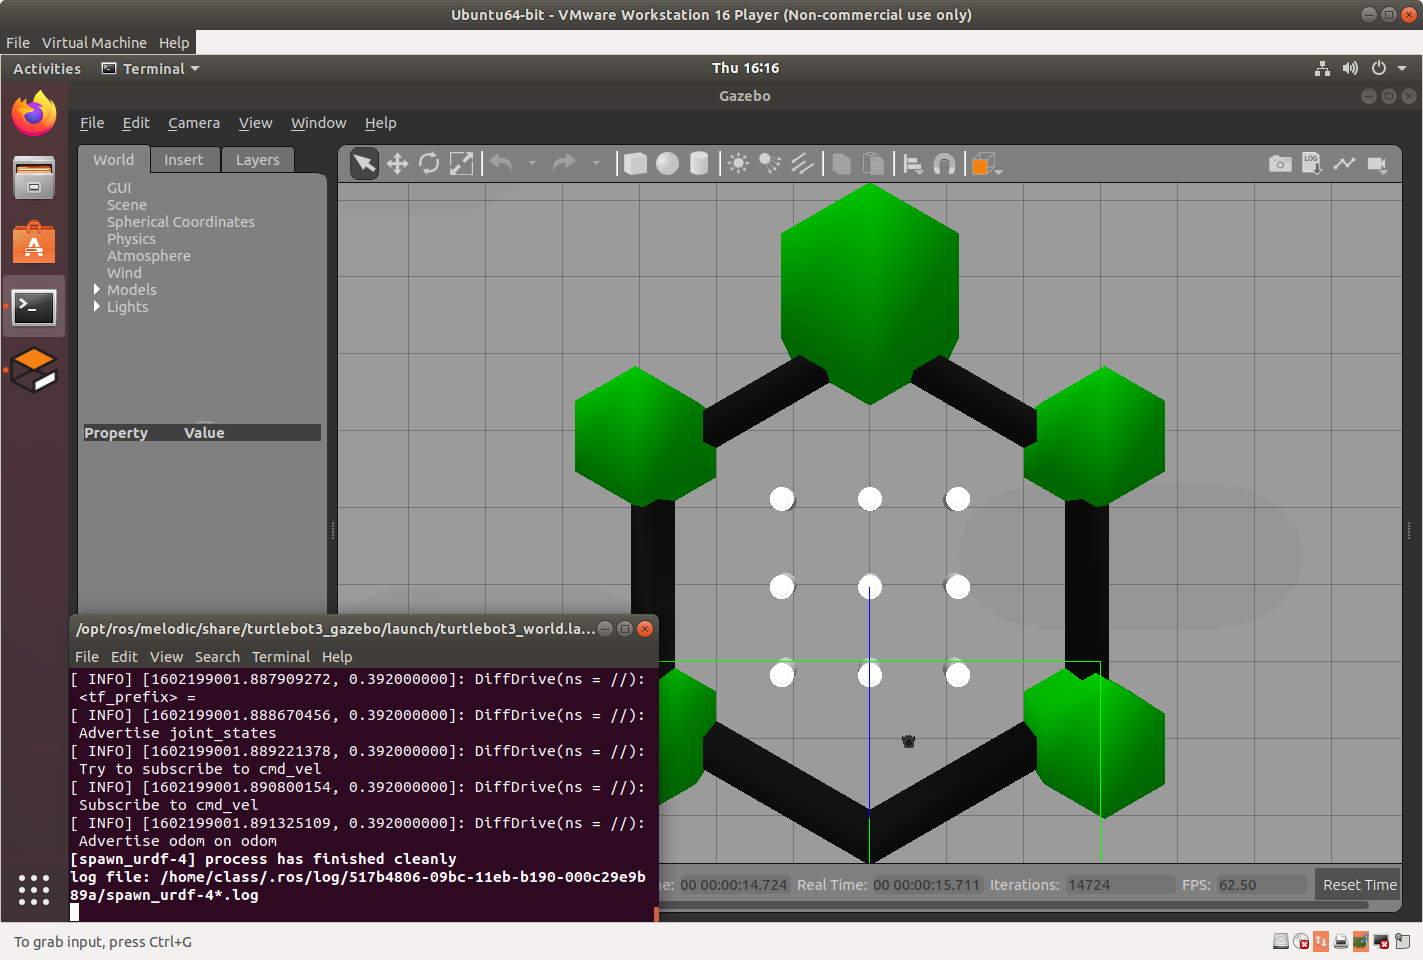 Ubuntu64-bit - VMware Workstation 16 Player (Non-commercial use only)
File Virtual Machine Help
Activities Terminal Thu 16:16
Gazebo
File Edit Camera View Window Help
World Insert Layers
GUI
Scene
Spherical Coordinates
Physics
Atmosphere
Wind
Models
Lights
LOG
Property Value
/opt/ros/melodic/share/turtlebot3_gazebo/launch/turtlebot3_world.la...
File Edit View Search Terminal Help
[ INFO] [1602199001.887909272, 0.392000000]: DiffDrive(ns = //):
<tf_prefix> =
[ INFO] [1602199001.888670456, 0.392000000]: DiffDrive(ns = //):
Advertise joint_states
[ INFO] [1602199001.889221378, 0.392000000]: DiffDrive(ns = //):
Try to subscribe to cmd_vel
[ INFO] [1602199001.890800154, 0.392000000]: DiffDrive(ns = //):
Subscribe to cmd_vel
[ INFO] [1602199001.891325109, 0.392000000]: DiffDrive(ns = //):
Advertise odom on odom
[spawn_urdf-4] process has finished cleanly
log file: /home/class/.ros/log/517b4806-09bc-11eb-b190-000c29e9b
89a/spawn_urdf-4*.log
ne: 00 00:00:14.724 Real Time: 00 00:00:15.711 Iterations: 14724 FPS: 62.50 Reset Time
To grab input, press Ctrl+G